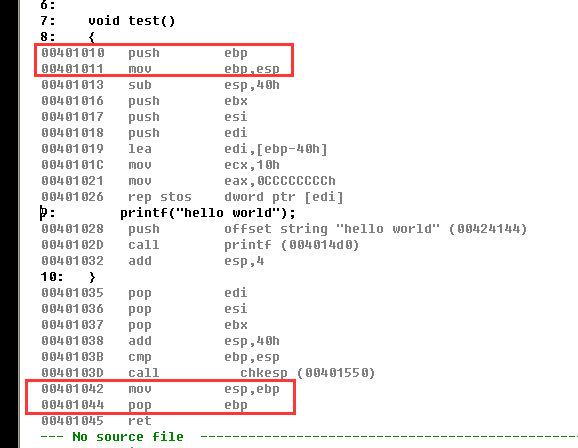 6:
7:    void test()
8:    {
00401010   push        ebp
00401011   mov         ebp,esp
00401013   sub         esp,40h
00401016   push        ebx
00401017   push        esi
00401018   push        edi
00401019   lea         edi,[ebp-40h]
0040101C   mov         ecx,10h
00401021   mov         eax,0CCCCCCCCh
00401026   rep stos    dword ptr [edi]
9:        printf("hello world");
00401028   push        offset string "hello world" (00424144)
0040102D   call        printf (004014d0)
00401032   add         esp,4
10:   }
00401035   pop         edi
00401036   pop         esi
00401037   pop         ebx
00401038   add         esp,40h
0040103B   cmp         ebp,esp
0040103D   call          chkesp (00401550)
00401042   mov         esp,ebp
00401044   pop         ebp
00401045   ret
--- No source file